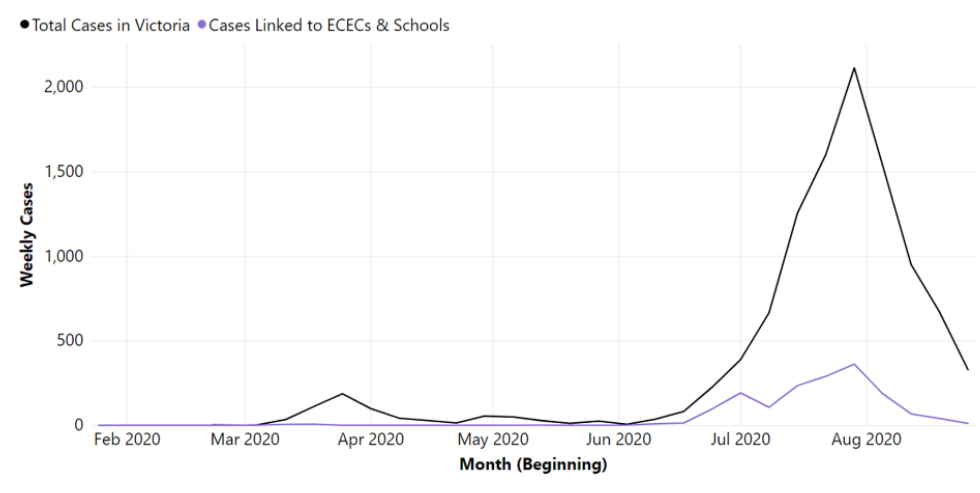 Total Cases in Victoria Cases Linked to ECECs & Schools
2,000
1,500
1,000
500
0
Weekly Cases
Feb 2020 Mar 2020 Apr 2020 May 2020 Jun 2020 Jul 2020 Aug 2020
Month (Beginning)